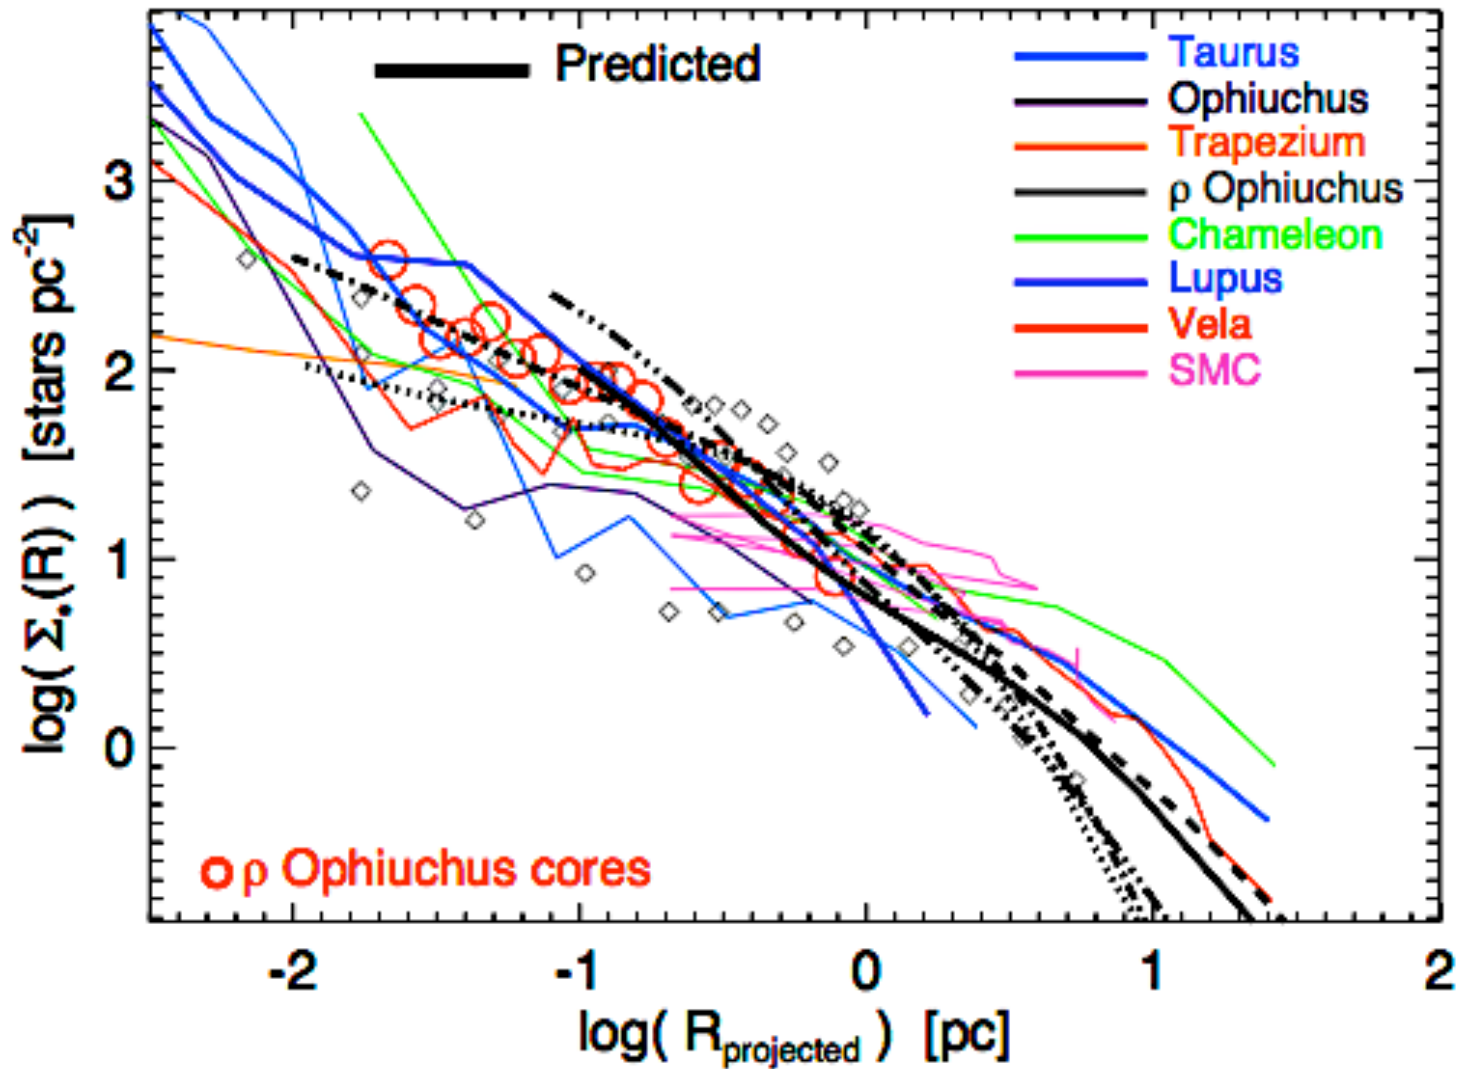 Predicted
Taurus
Ophiuchus
Trapezium
ρ Ophiuchus
Chameleon
Lupus
Vela
SMC
3
2
1
0
log( Σ*(R) ) [stars pc-2]
ρ Ophiuchus cores
-2 -1 0 1 2
log( Rprojected ) [pc]